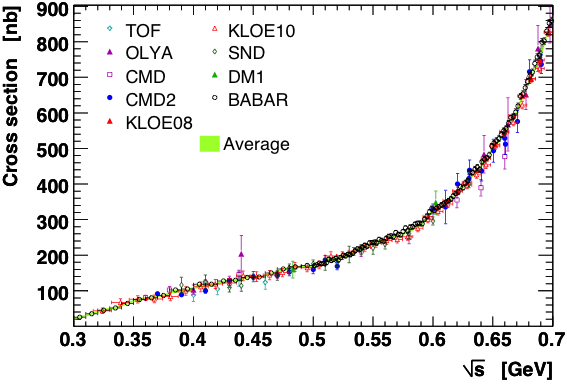 Cross section [nb]
900
800
700
600
500
400
300
200
100
TOF
OLYA
CMD
CMD2
KLOE08
KLOE10
SND
DM1
BABAR
Average
0.3 0.35 0.4 0.45 0.5 0.55 0.6 0.65 0.7
√s [GeV]